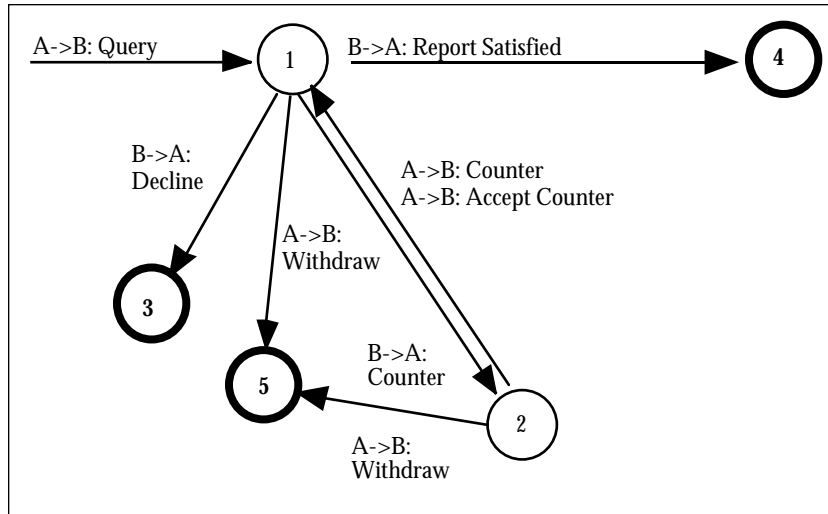 A->B: Query
1
B->A: Report Satisfied
4
B->A:
Decline
A->B: Counter
A->B: Accept Counter
A->B:
Withdraw
3
B->A:
Counter
5
2
A->B:
Withdraw